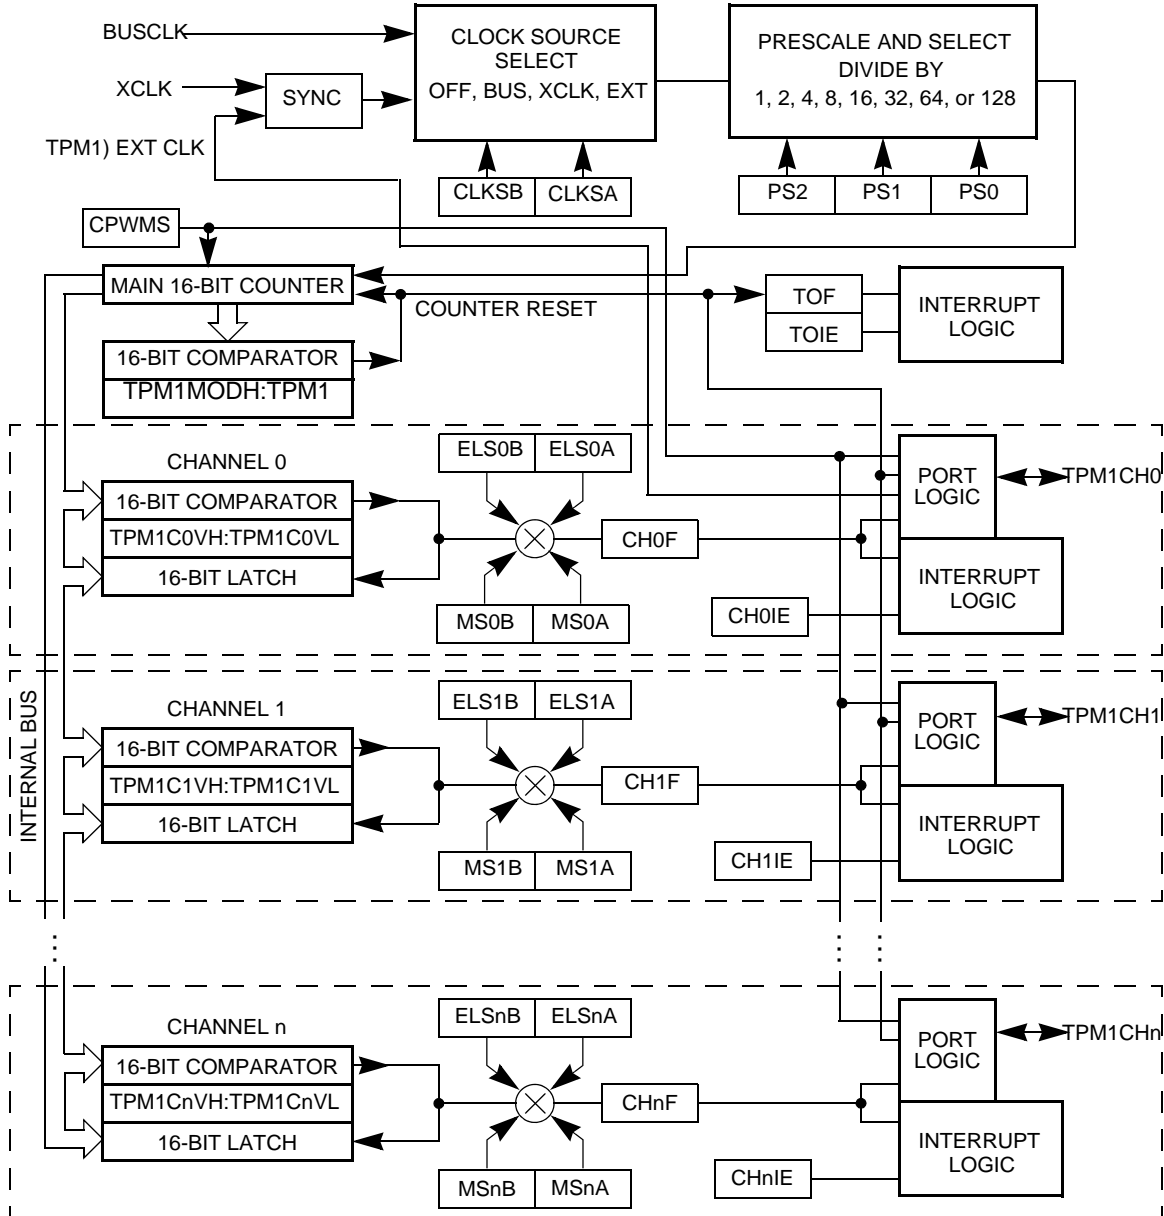 BUSCLK
CLOCK SOURCE
SELECT
OFF, BUS, XCLK, EXT
PRESCALE AND SELECT
DIVIDE BY
1, 2, 4, 8, 16, 32, 64, or 128
XCLK
SYNC
TPM1) EXT CLK
CLKSB
CLKSA
PS2
PS1
PS0
CPWMS
MAIN 16-BIT COUNTER
COUNTER RESET
TOF
TOIE
INTERRUPT
LOGIC
16-BIT COMPARATOR
TPM1MODH:TPM1
CHANNEL 0
ELS0B
ELS0A
PORT
LOGIC
TPM1CH0
16-BIT COMPARATOR
TPM1C0VH:TPM1C0VL
16-BIT LATCH
CH0F
INTERRUPT
LOGIC
MS0B
MS0A
CH0IE
INTERNAL BUS
CHANNEL 1
ELS1B
ELS1A
PORT
LOGIC
TPM1CH1
16-BIT COMPARATOR
TPM1C1VH:TPM1C1VL
16-BIT LATCH
CH1F
INTERRUPT
LOGIC
MS1B
MS1A
CH1IE
CHANNEL n
ELSnB
ELSnA
PORT
LOGIC
TPM1CHn
16-BIT COMPARATOR
TPM1CnVH:TPM1CnVL
16-BIT LATCH
CHnF
INTERRUPT
LOGIC
MSnB
MSnA
CHnIE